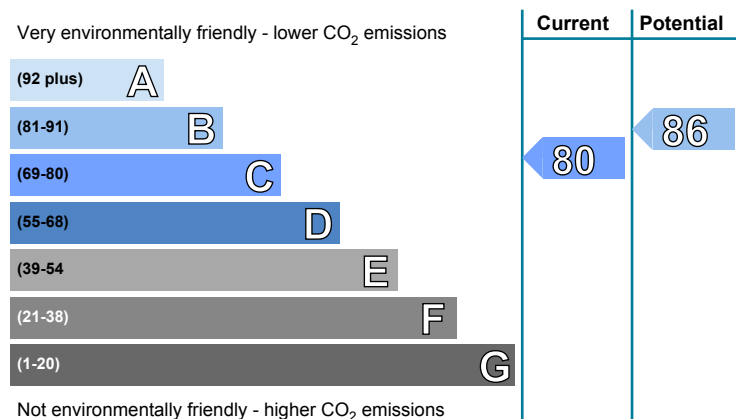 Current Potential
Very environmentally friendly - lower CO₂ emissions
(92 plus) A
(81-91) B
86
(69-80) C
80
(55-68) D
(39-54 E
(21-38) F
(1-20) G
Not environmentally friendly - higher CO₂ emissions